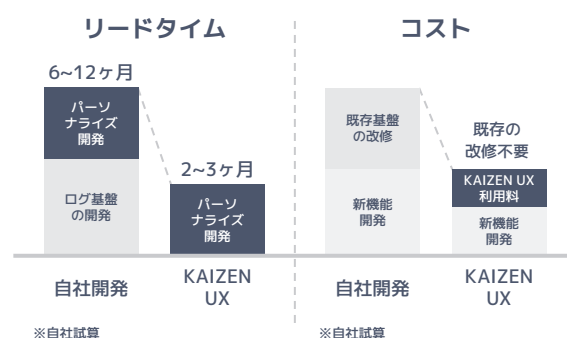 リードタイム
6~12ヶ月
パーソ
ナライズ
開発
ログ基盤
の開発
2~3ヶ月
パーソ
ナライズ
開発
自社開発
KAIZEN
UX
※自社試算
コスト
既存基盤
の改修
新機能
開発
既存の
改修不要
KAIZEN UX
利用料
新機能
開発
自社開発
KAIZEN
UX
※自社試算